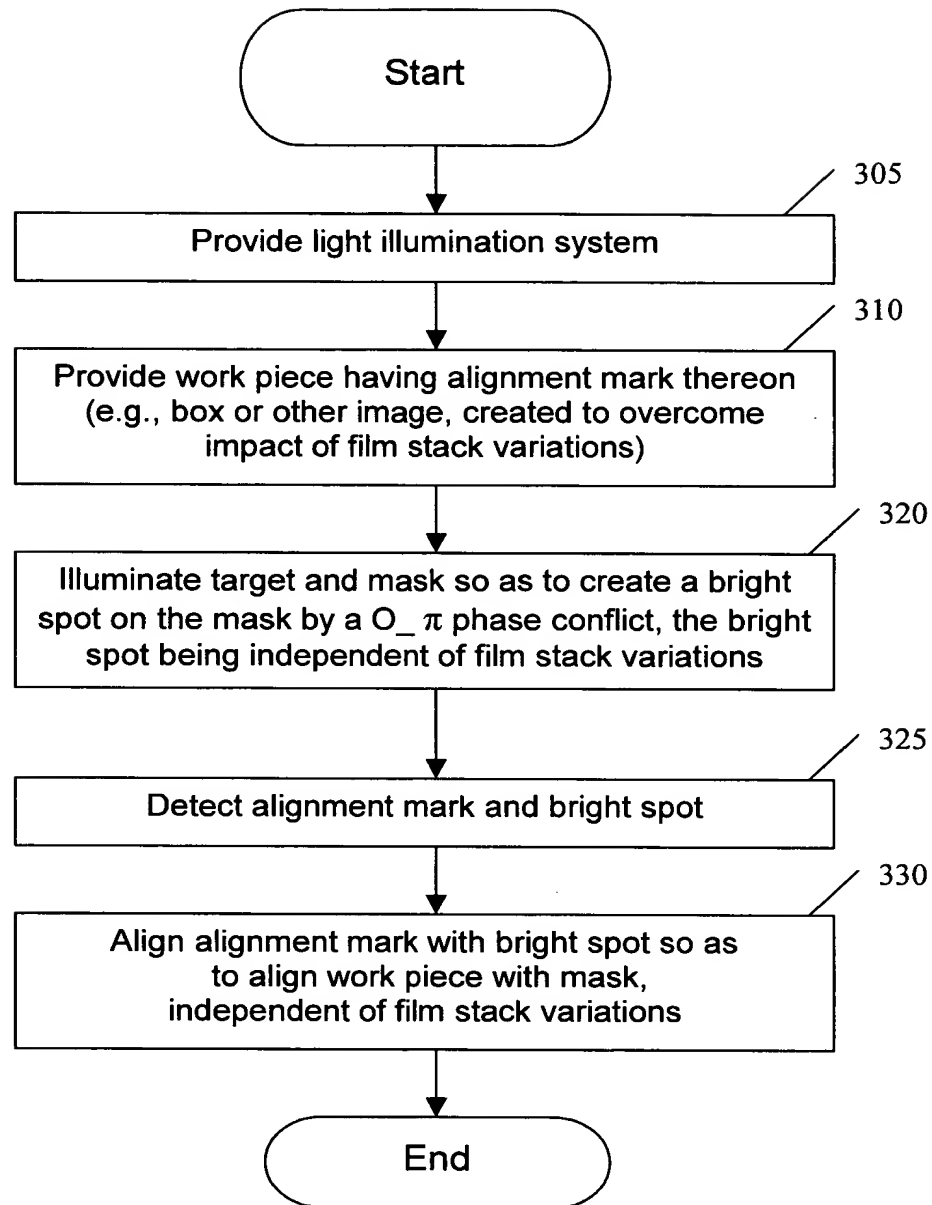 Start
305
Provide light illumination system
310
Provide work piece having alignment mark thereon
(e.g., box or other image, created to overcome
impact of film stack variations)
320
Illuminate target and mask so as to create a bright
spot on the mask by a O_ π phase conflict, the bright
spot being independent of film stack variations
325
Detect alignment mark and bright spot
330
Align alignment mark with bright spot so as
to align work piece with mask,
independent of film stack variations
End